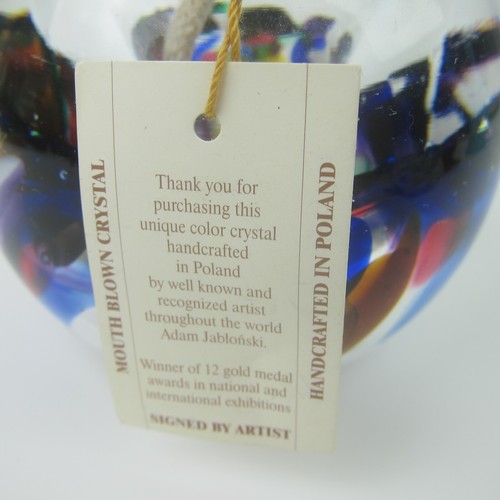 MOUTH BLOWN CRYSTAL
Thank you for
purchasing this
unique color crystal
handcrafted
in Poland
by well known and
recognized artist
throughout the world
Adam Jabłoński.
Winner of 12 gold medal
awards in national and
international exhibitions
SIGNED BY ARTIST
HANDCRAFTED IN POLAND